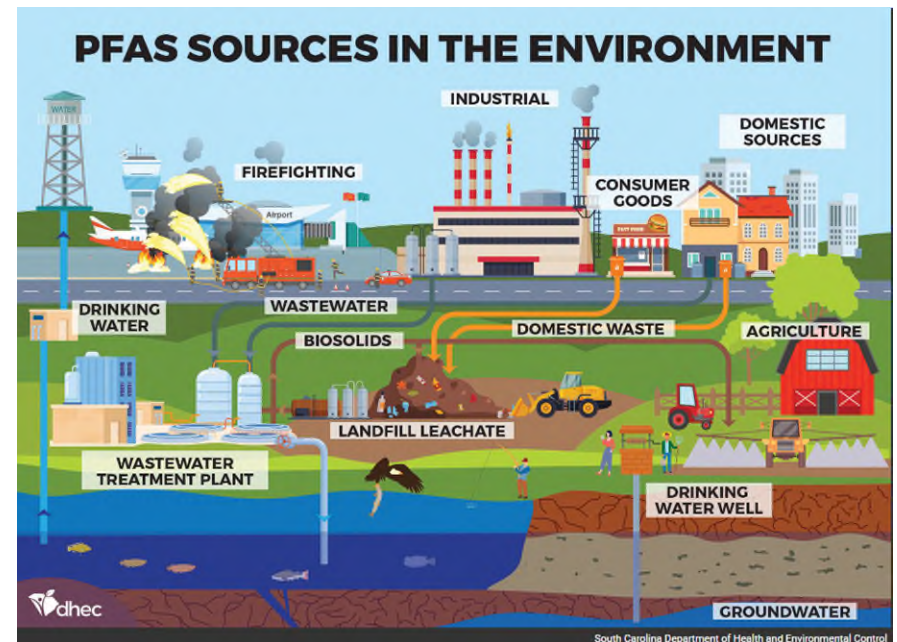 PFAS SOURCES IN THE ENVIRONMENT
INDUSTRIAL
DOMESTIC
SOURCES
WATER
FIREFIGHTING
CONSUMER
GOODS
Airport
FAST FOOD
DRINKING
WATER
WASTEWATER
DOMESTIC WASTE
AGRICULTURE
BIOSOLIDS
LANDFILL LEACHATE
WASTEWATER
TREATMENT PLANT
DRINKING
WATER WELL
dhec
GROUNDWATER
South Carolina Department of Health and Environmental Control